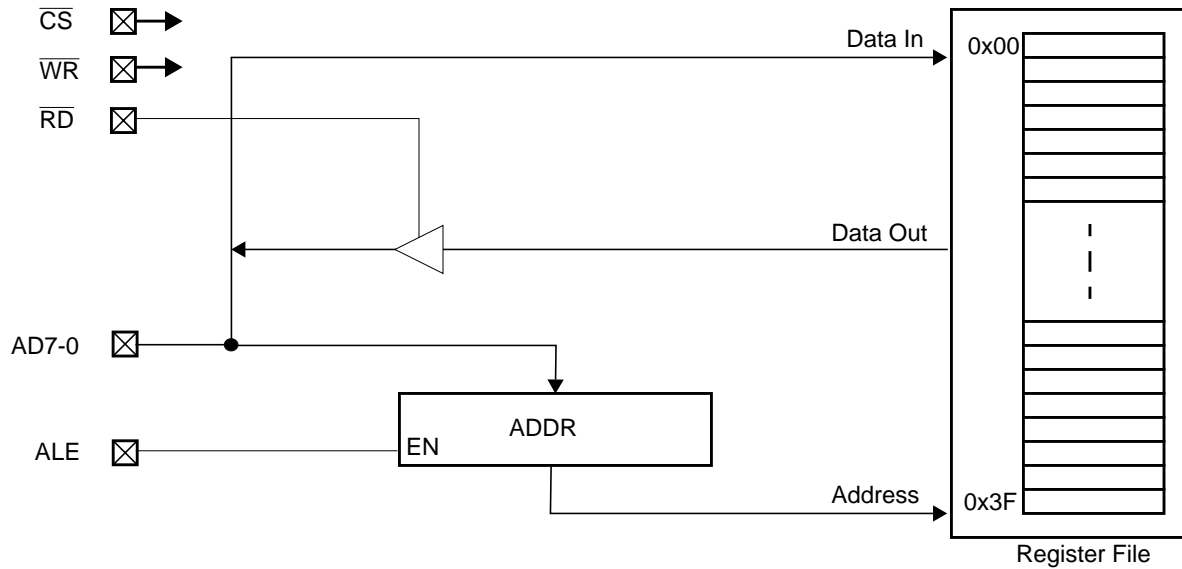 CS
WR
RD
AD7-0
ALE
Data In
Data Out
ADDR
EN
Address
0x00
0x3F
Register File